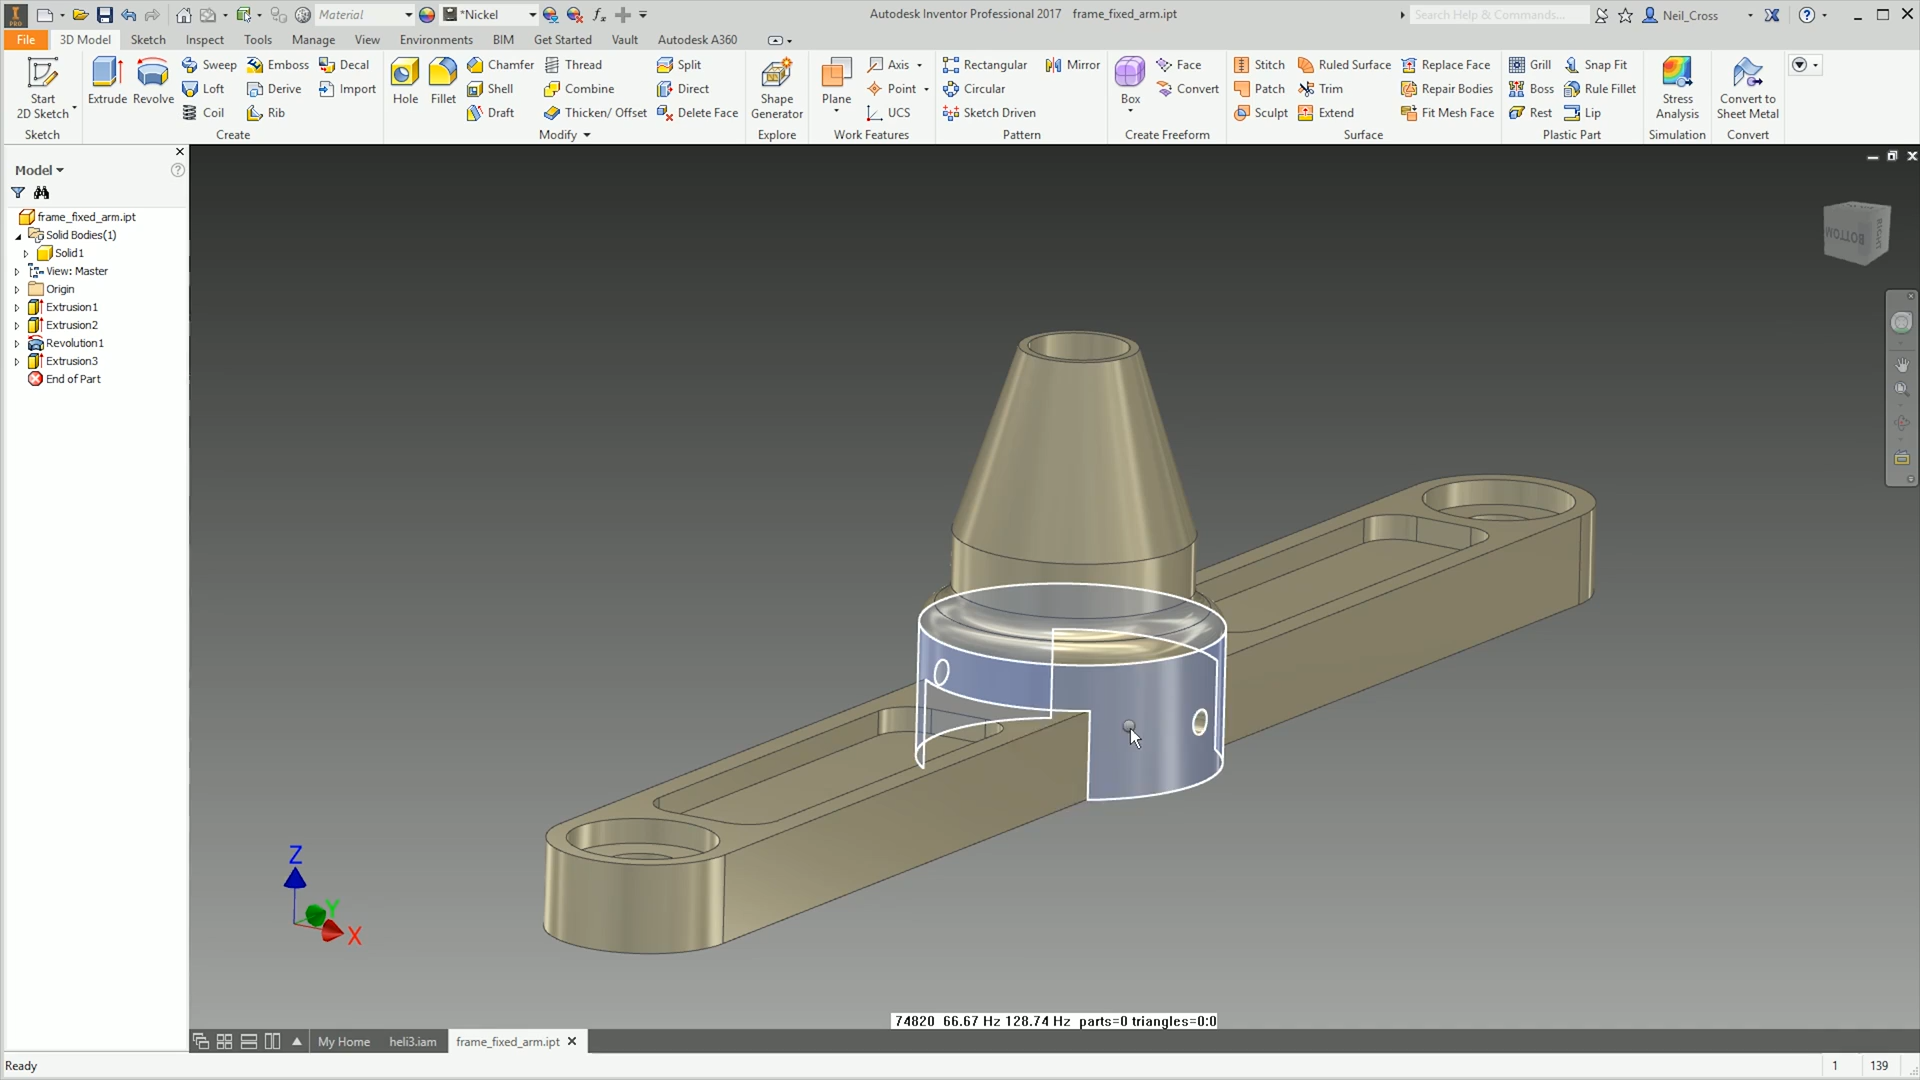 Material
*Nickel
Autodesk Inventor Professional 2017 frame_fixed_arm.ipt
Search Help & Commands...
Neil_Cross
File 3D Model Sketch Inspect Tools Manage View Environments BIM Get Started Vault Autodesk A360
Start
2D Sketch
Sketch
Extrude
Revolve
Sweep
Loft
Coil
Emboss
Derive
Rib
Decal
Import
Create
Hole
Fillet
Chamfer
Shell
Draft
Thread
Combine
Thicken/ Offset
Split
Direct
Delete Face
Modify
Shape
Generator
Explore
Plane
Axis
Point
UCS
Work Features
Rectangular
Circular
Sketch Driven
Mirror
Pattern
Box
Face
Convert
Create Freeform
Stitch
Patch
Sculpt
Ruled Surface
Trim
Extend
Replace Face
Repair Bodies
Fit Mesh Face
Surface
Grill
Boss
Rest
Snap Fit
Rule Fillet
Lip
Plastic Part
Stress
Analysis
Simulation
Convert to
Sheet Metal
Convert
Model
frame_fixed_arm.ipt
Solid Bodies(1)
Solid1
View: Master
Origin
Extrusion1
Extrusion2
Revolution1
Extrusion3
End of Part
BOTTOM
RIGHT
Z
Y
X
74820 66.67 Hz 128.74 Hz parts=0 triangles=0:0
My Home heli3.iam frame_fixed_arm.ipt
Ready
1 139